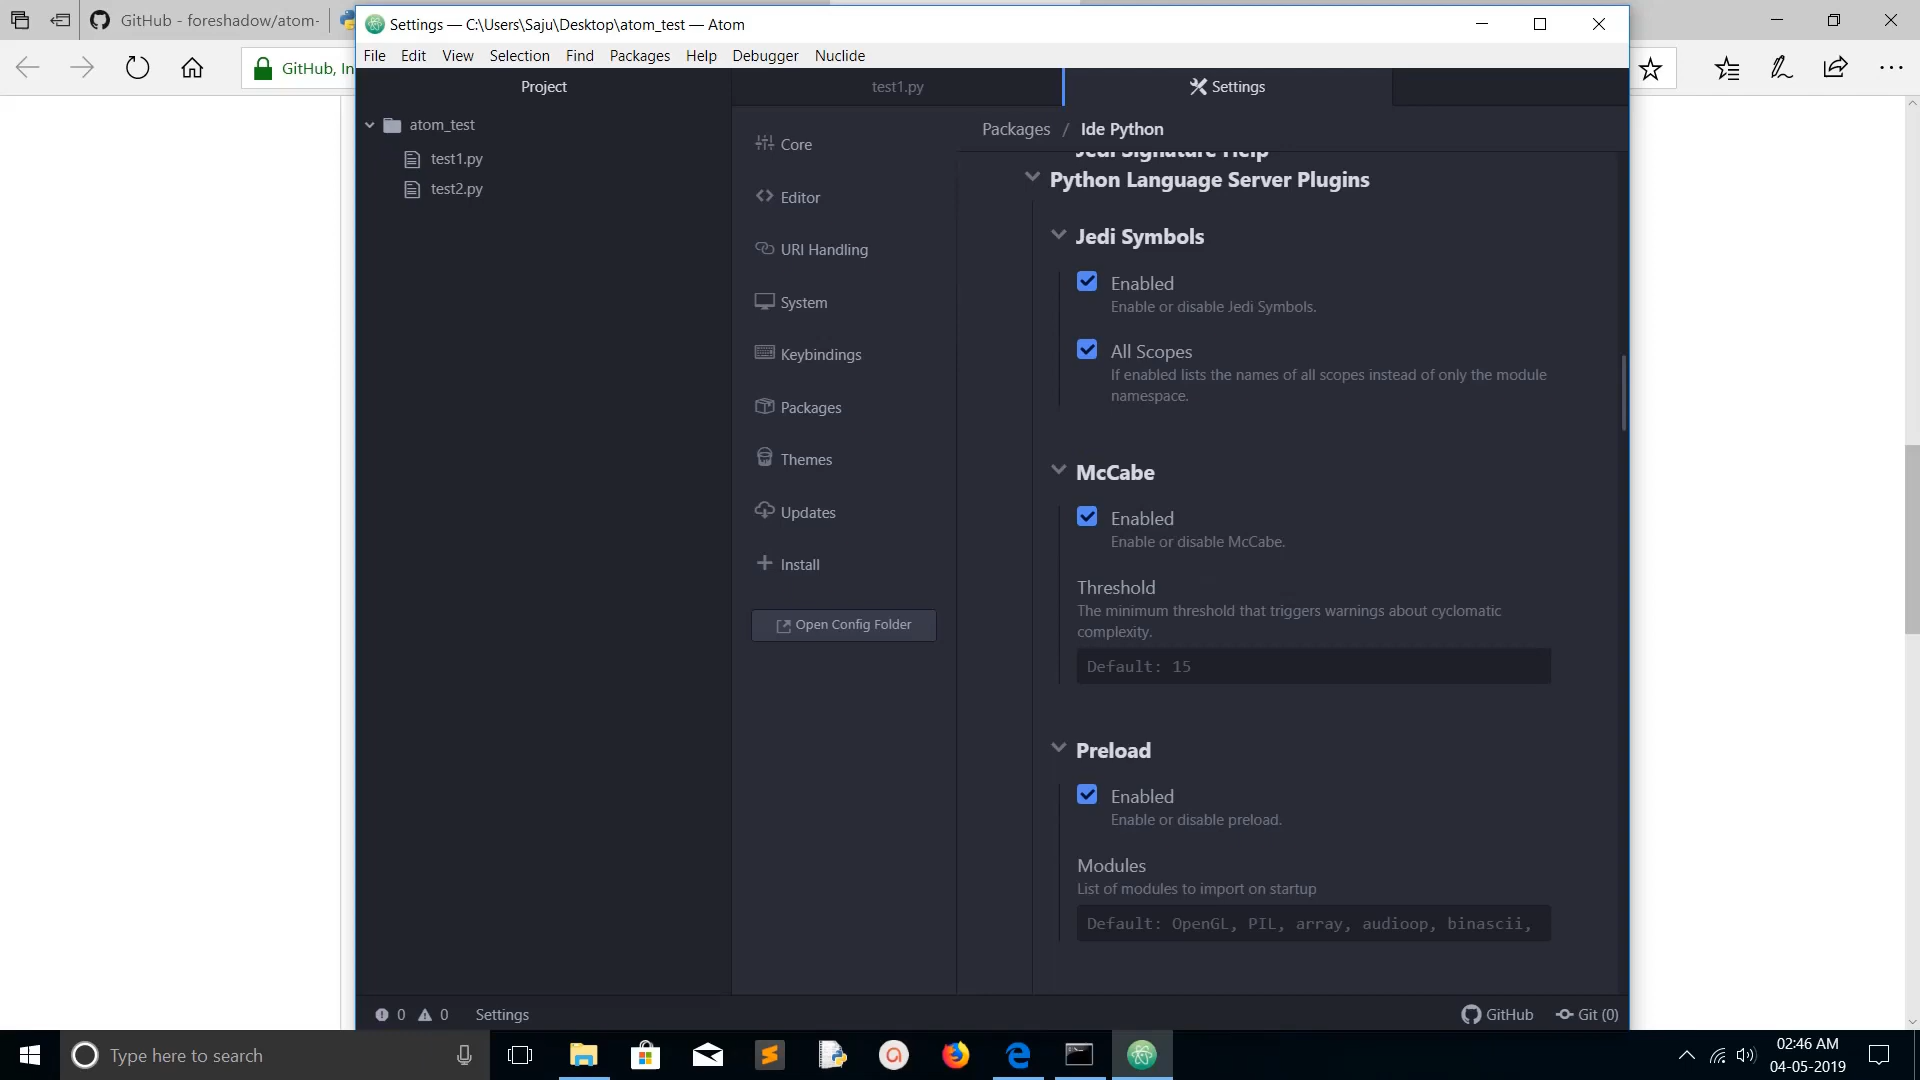 GitHub - foreshadow/atom-
Settings — C:\Users\Saju\Desktop\atom_test — Atom
File Edit View Selection Find Packages Help Debugger Nuclide
GitHub, In
Project
test1.py
Settings
atom_test
test1.py
test2.py
Core
Editor
URI Handling
System
Keybindings
Packages
Themes
Updates
Install
Open Config Folder
Packages / Ide Python
Jedi Signature Help
Python Language Server Plugins
Jedi Symbols
Enabled
Enable or disable Jedi Symbols.
All Scopes
If enabled lists the names of all scopes instead of only the module
namespace.
McCabe
Enabled
Enable or disable McCabe.
Threshold
The minimum threshold that triggers warnings about cyclomatic
complexity.
Default: 15
Preload
Enabled
Enable or disable preload.
Modules
List of modules to import on startup
Default: OpenGL, PIL, array, audioop, binascii,
0 0 Settings
GitHub Git (0)
Type here to search
02:46 AM
04-05-2019